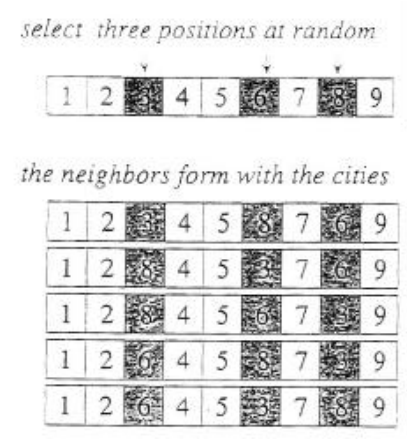 select three positions at random
1 2 3 4 5 6 7 8 9
the neighbors form with the cities
1 2 3 4 5 8 7 6 9
1 2 8 4 5 3 7 6 9
1 2 8 4 5 6 7 3 9
1 2 6 4 5 8 7 3 9
1 2 6 4 5 3 7 8 9